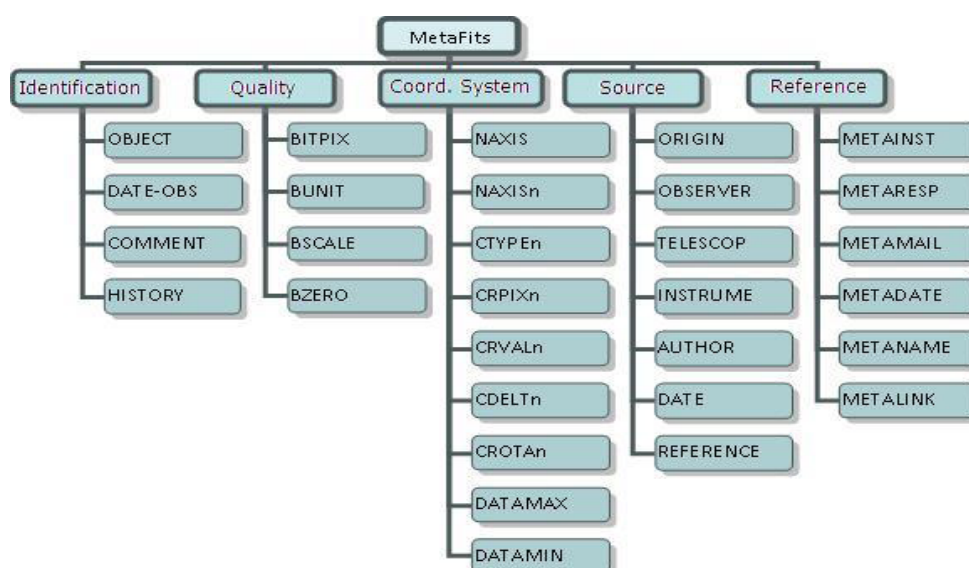 MetaFits
Identification
OBJECT
DATE-OBS
COMMENT
HISTORY
Quality
BITPIX
BUNIT
BSCALE
BZERO
Coord. System
NAXIS
NAXISn
CTYPEn
CRPIXn
CRVALn
CDELTn
CROTAn
DATAMAX
DATAMIN
Source
ORIGIN
OBSERVER
TELESCOP
INSTRUME
AUTHOR
DATE
REFERENCE
Reference
METAINST
METARESP
METAMAIL
METADATE
METANAME
METALINK